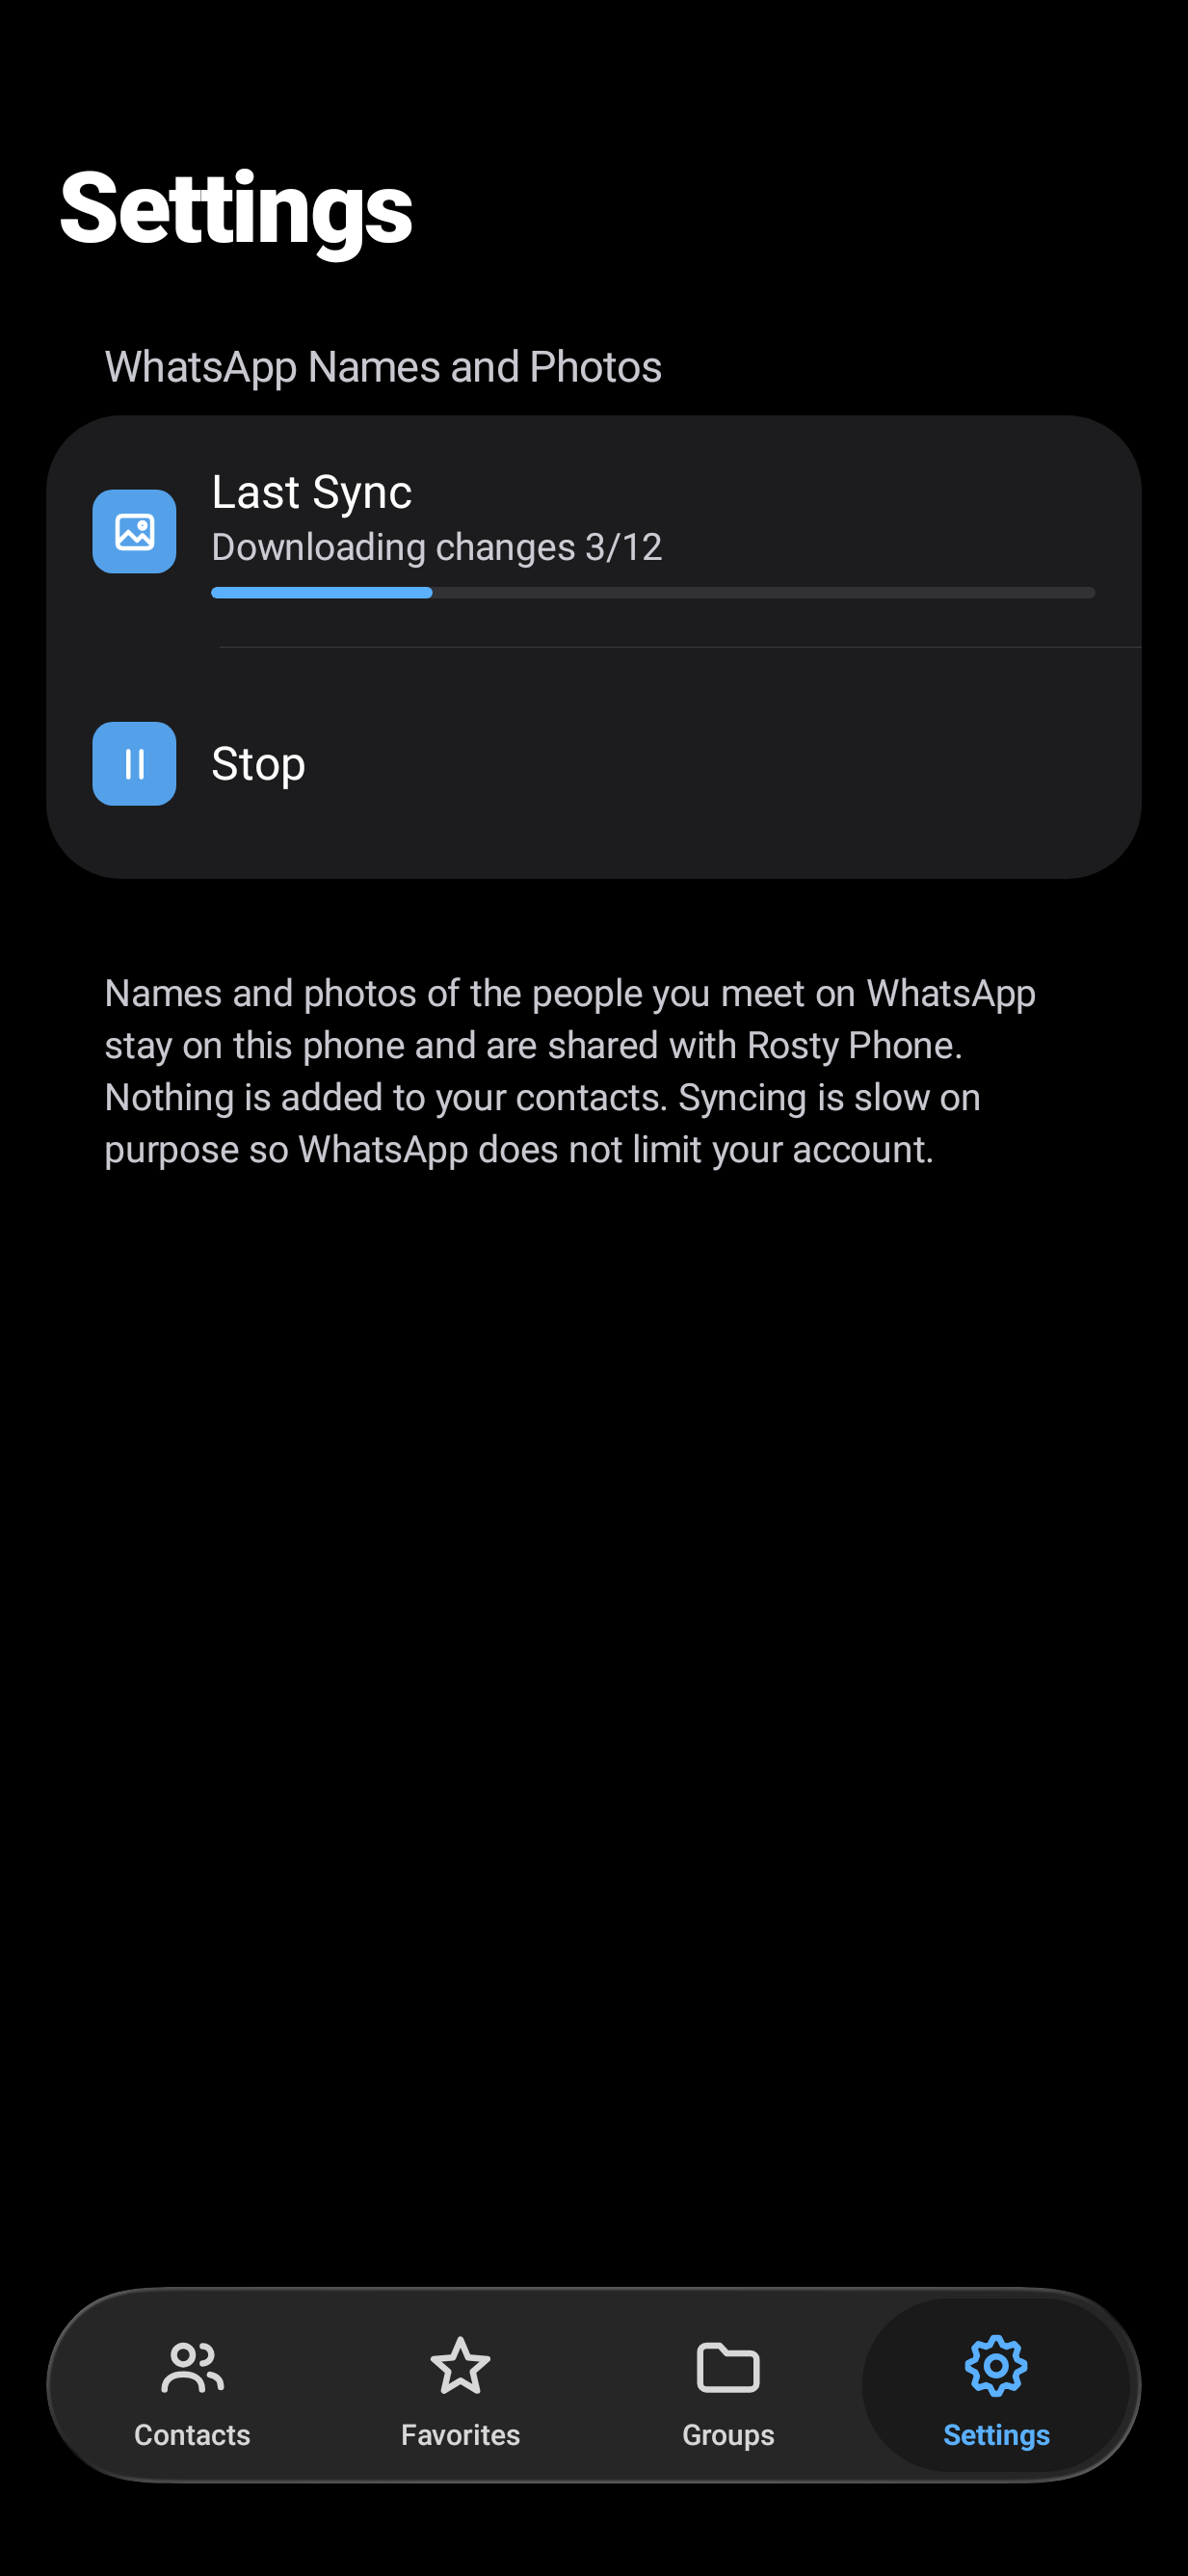 Settings
WhatsApp Names and Photos
Last Sync
Downloading changes 3/12
Stop
Names and photos of the people you meet on WhatsApp
stay on this phone and are shared with Rosty Phone.
Nothing is added to your contacts. Syncing is slow on
purpose so WhatsApp does not limit your account.
Contacts
Favorites
Groups
Settings